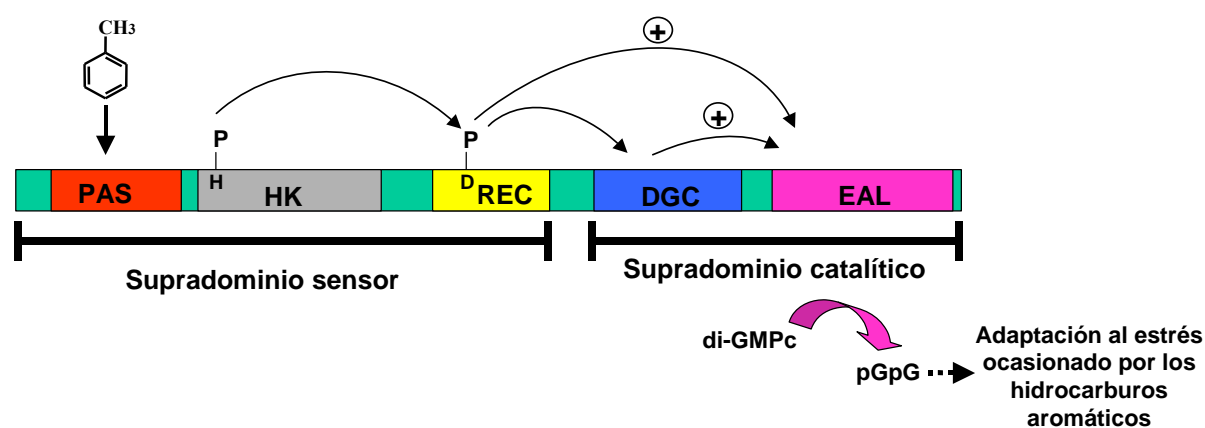 CH3
+
+
P
P
H
D
PAS
HK
REC
DGC
EAL
Supradominio sensor
Supradominio catalítico
di-GMPc
pGpG
Adaptación al estrés
ocasionado por los
hidrocarburos
aromáticos